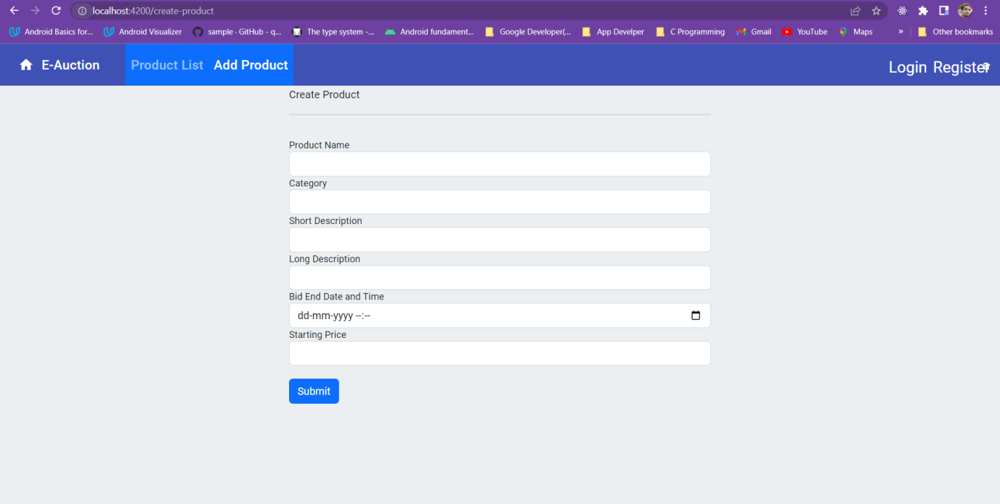 localhost:4200/create-product
Android Basics for... Android Visualizer sample · GitHub - q... The type system -... Android fundament... Google Developer(... App Develper C Programming Gmail YouTube Maps » Other bookmarks
E-Auction Product List Add Product Login Register
Create Product
Product Name
Category
Short Description
Long Description
Bid End Date and Time
dd-mm-yyyy --:--
Starting Price
Submit